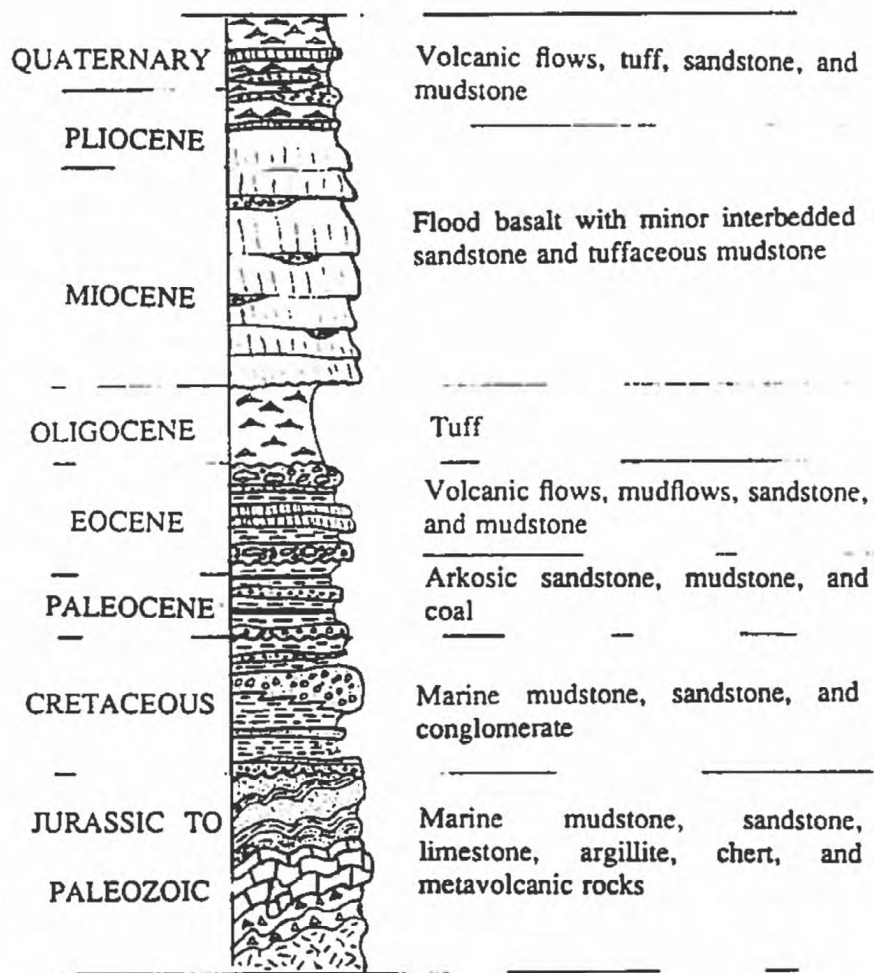 QUATERNARY
Volcanic flows, tuff, sandstone, and
mudstone
PLIOCENE
Flood basalt with minor interbedded
sandstone and tuffaceous mudstone
MIOCENE
OLIGOCENE
Tuff
EOCENE
Volcanic flows, mudflows, sandstone,
and mudstone
PALEOCENE
Arkosic sandstone, mudstone, and
coal
CRETACEOUS
Marine mudstone, sandstone, and
conglomerate
JURASSIC TO
PALEOZOIC
Marine mudstone, sandstone,
limestone, argillite, chert, and
metavolcanic rocks